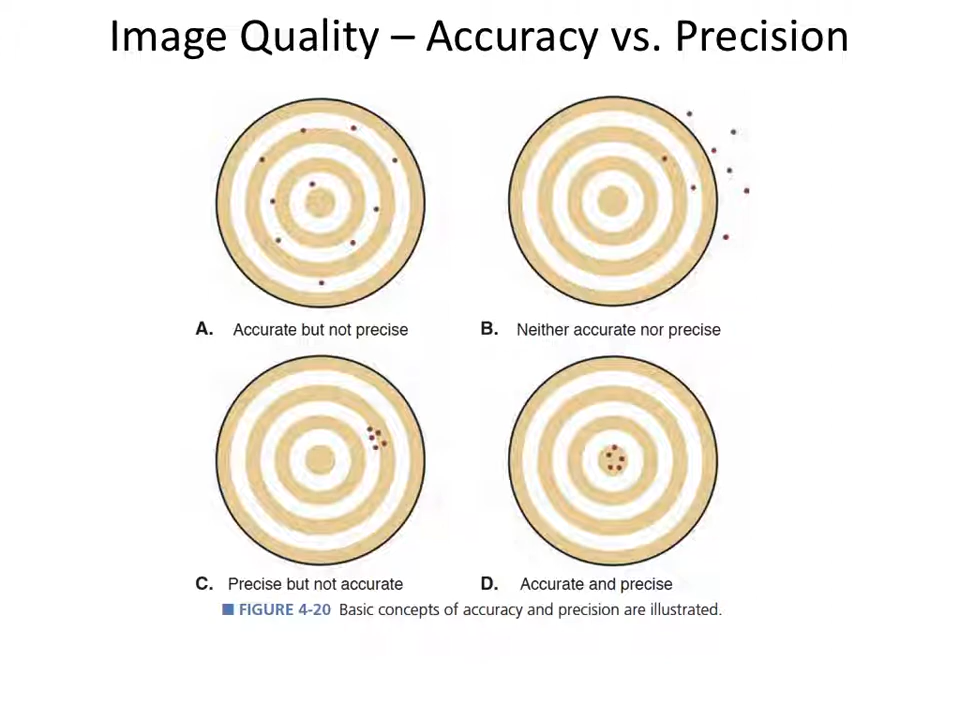 Image Quality – Accuracy vs. Precision
A. Accurate but not precise
B. Neither accurate nor precise
C. Precise but not accurate
D. Accurate and precise
FIGURE 4-20 Basic concepts of accuracy and precision are illustrated.